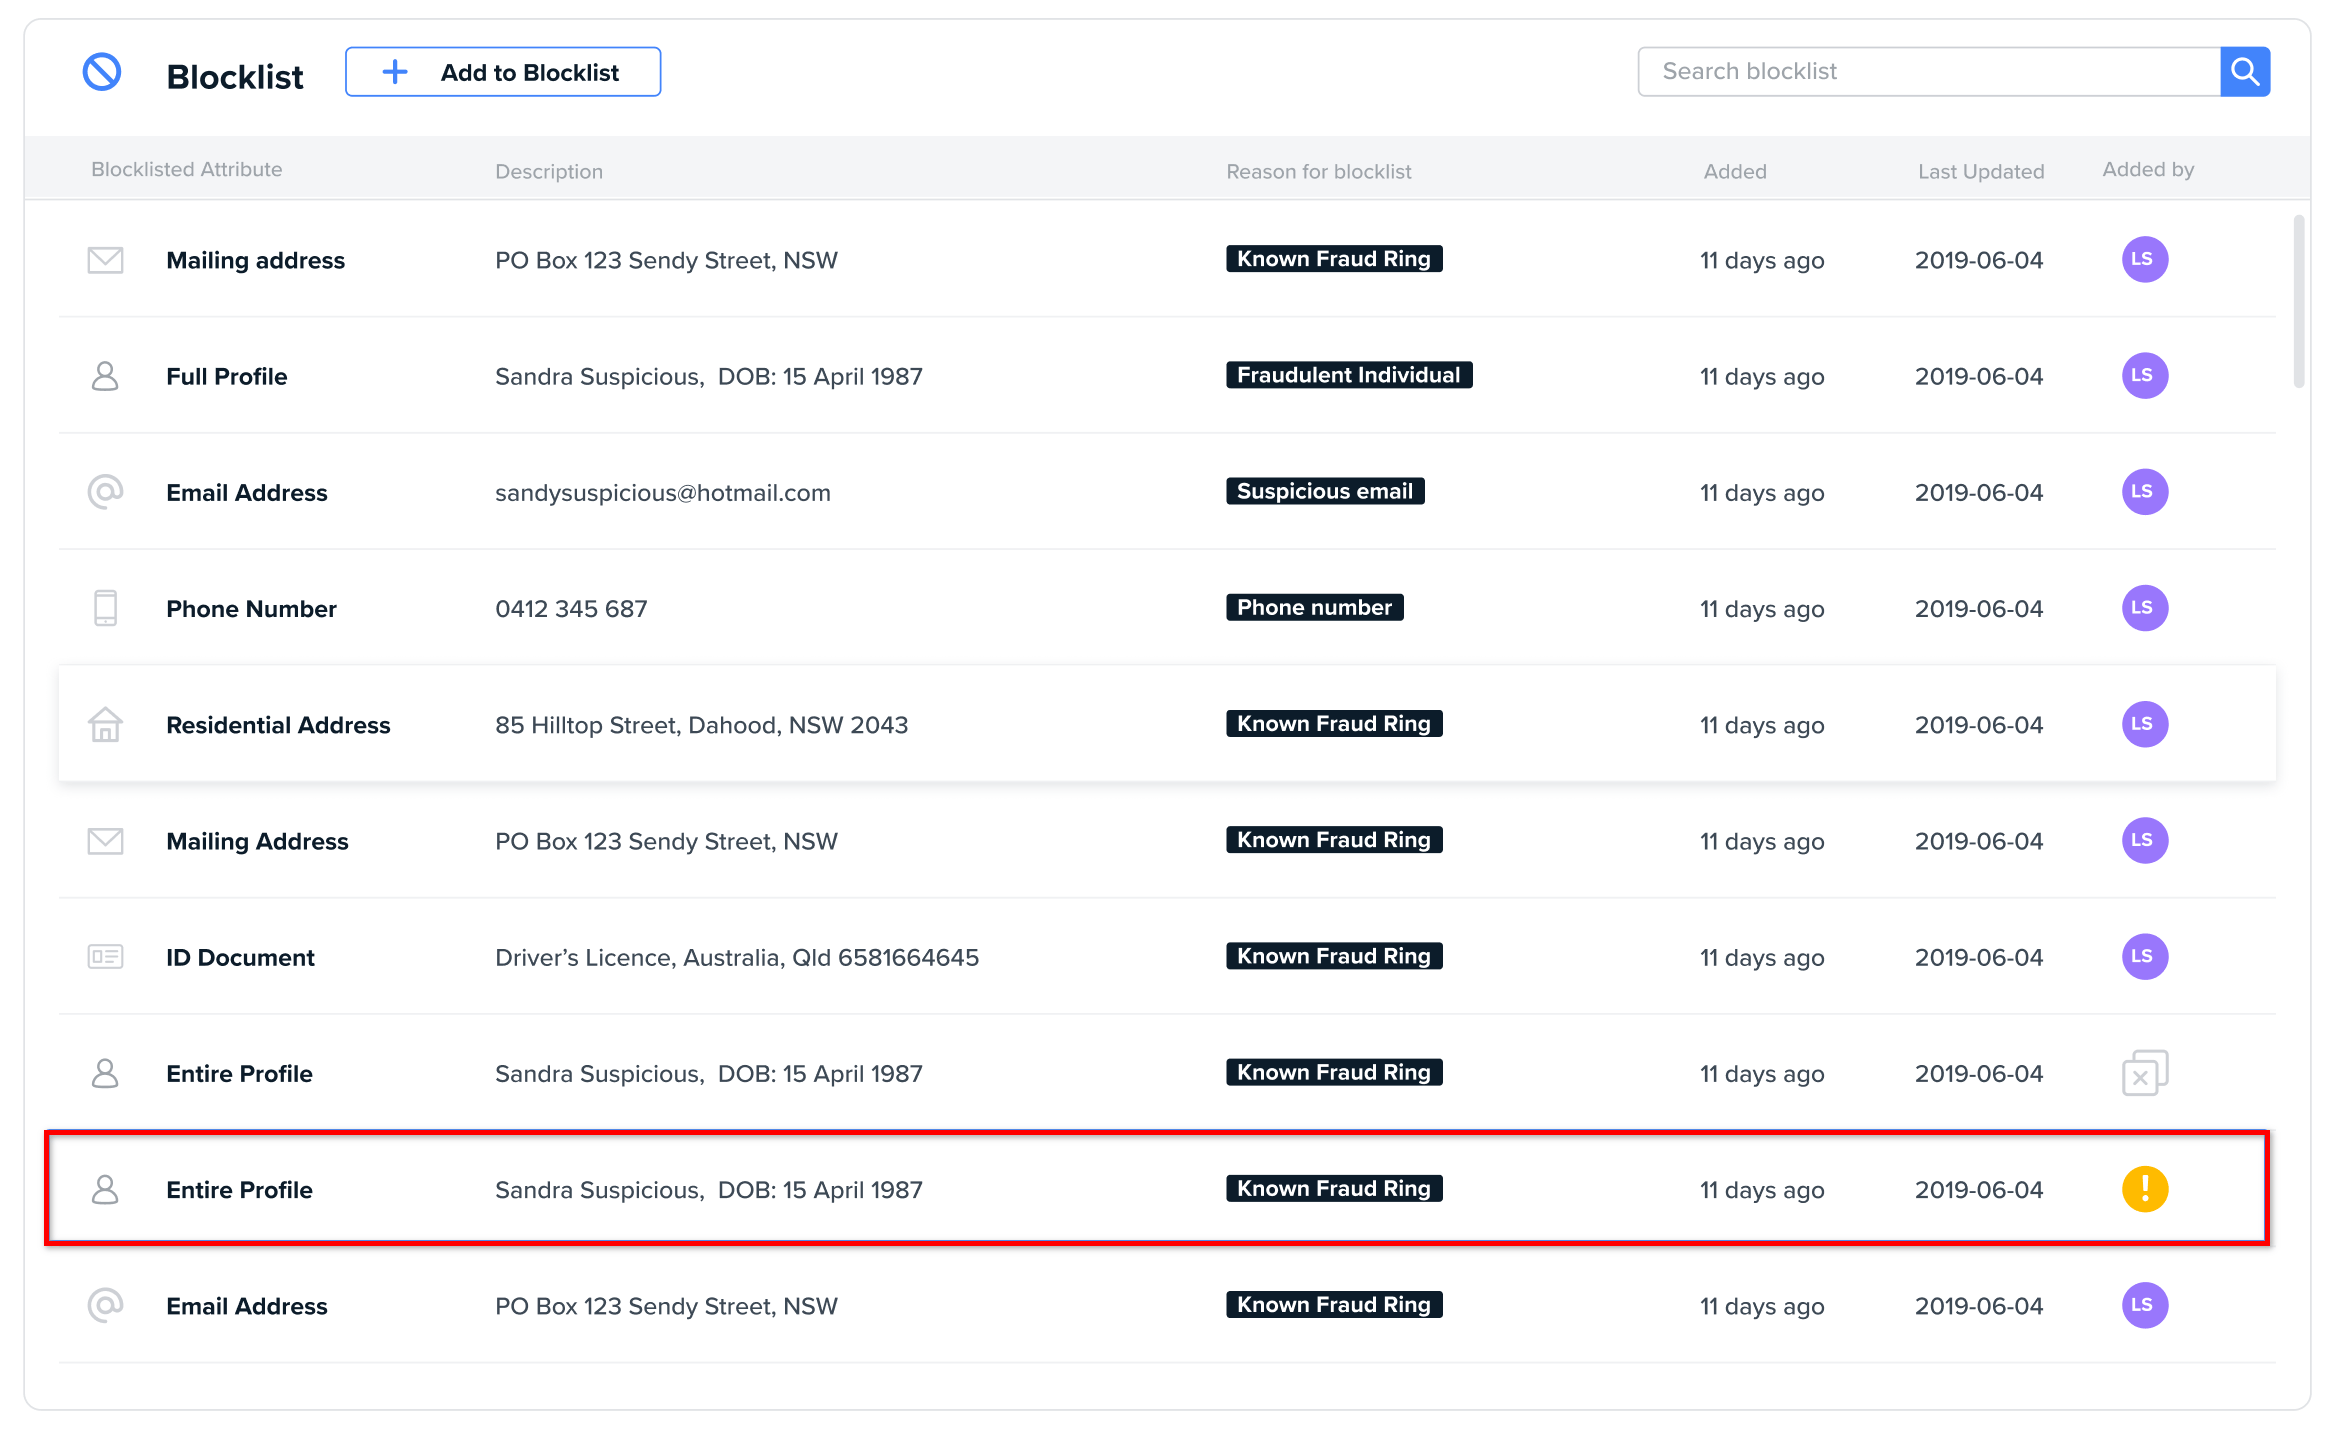 Blocklist
Add to Blocklist
Search blocklist
Blocklisted Attribute Description Reason for blocklist Added Last Updated Added by
Mailing address PO Box 123 Sendy Street, NSW Known Fraud Ring 11 days ago 2019-06-04 LS
Full Profile Sandra Suspicious, DOB: 15 April 1987 Fraudulent Individual 11 days ago 2019-06-04 LS
Email Address sandysuspicious@hotmail.com Suspicious email 11 days ago 2019-06-04 LS
Phone Number 0412 345 687 Phone number 11 days ago 2019-06-04 LS
Residential Address 85 Hilltop Street, Dahood, NSW 2043 Known Fraud Ring 11 days ago 2019-06-04 LS
Mailing Address PO Box 123 Sendy Street, NSW Known Fraud Ring 11 days ago 2019-06-04 LS
ID Document Driver’s Licence, Australia, Qld 6581664645 Known Fraud Ring 11 days ago 2019-06-04 LS
Entire Profile Sandra Suspicious, DOB: 15 April 1987 Known Fraud Ring 11 days ago 2019-06-04
Entire Profile Sandra Suspicious, DOB: 15 April 1987 Known Fraud Ring 11 days ago 2019-06-04 !
Email Address PO Box 123 Sendy Street, NSW Known Fraud Ring 11 days ago 2019-06-04 LS